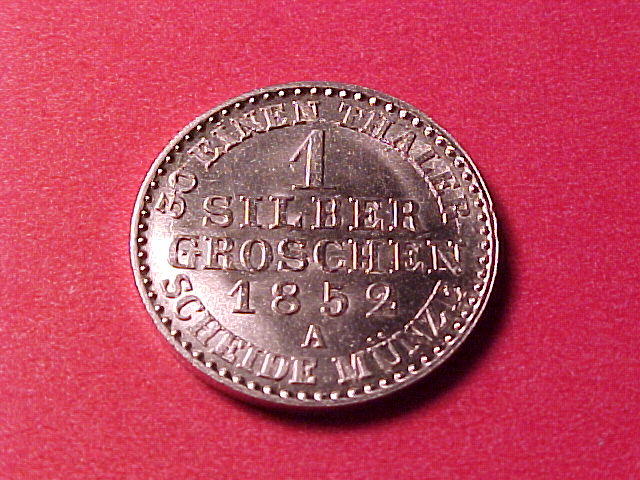 30 EINEN THALER
1
SILBER
GROSCHEN
1852
A
SCHEIDE MÜNZE